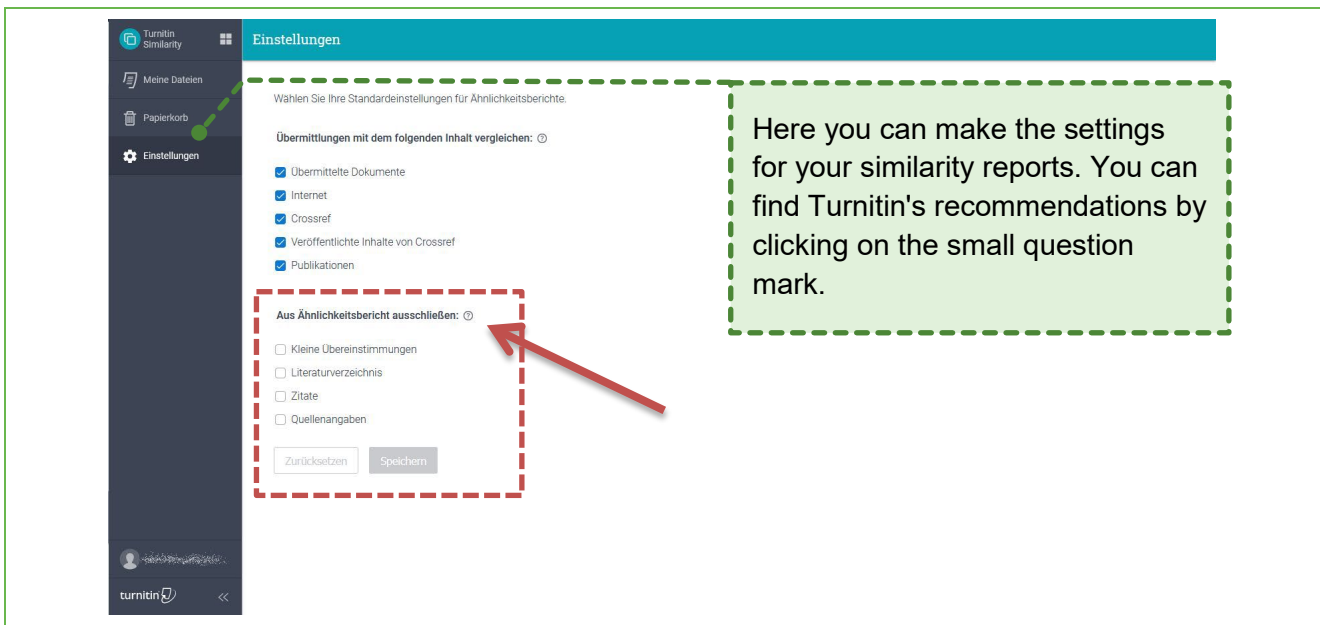 Turnitin
Similarity
Einstellungen
Meine Dateien
Papierkorb
Einstellungen
Wählen Sie Ihre Standardeinstellungen für Ähnlichkeitsberichte.
Übermittlungen mit dem folgenden Inhalt vergleichen: ?
Übermittelte Dokumente
Internet
Crossref
Veröffentlichte Inhalte von Crossref
Publikationen
Aus Ähnlichkeitsbericht ausschließen: ?
Kleine Übereinstimmungen
Literaturverzeichnis
Zitate
Quellenangaben
Zurücksetzen Speichern
turnitin
Here you can make the settings
for your similarity reports. You can
find Turnitin's recommendations by
clicking on the small question
mark.